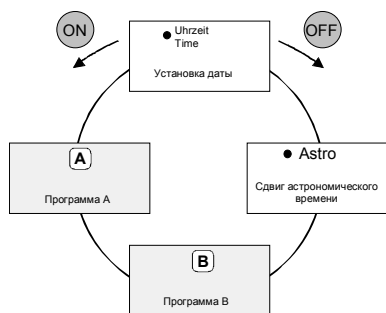 ON
OFF
● Uhrzeit
Time
Установка даты
A
Программа A
● Astro
Сдвиг астрономического
времени
B
Программа B